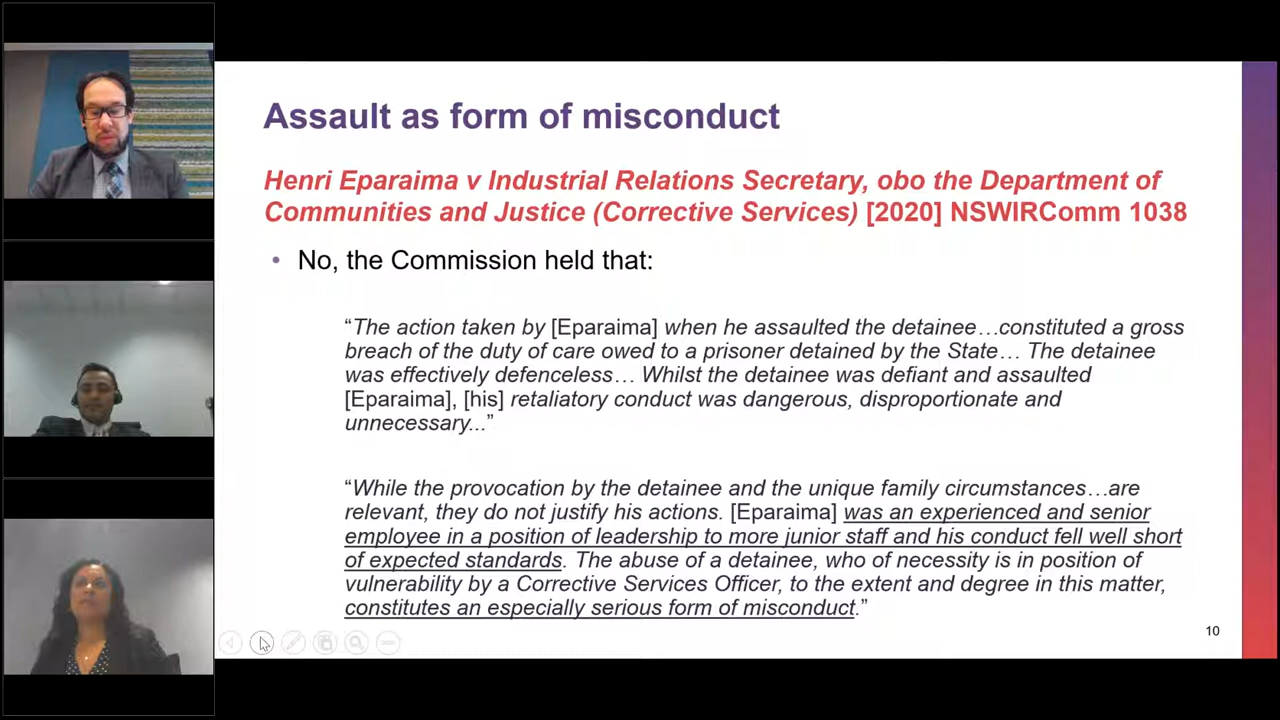 Assault as form of misconduct
Henri Eparaima v Industrial Relations Secretary, obo the Department of
Communities and Justice (Corrective Services) [2020] NSWIRComm 1038
• No, the Commission held that:
“The action taken by [Eparaima] when he assaulted the detainee…constituted a gross
breach of the duty of care owed to a prisoner detained by the State… The detainee
was effectively defenceless… Whilst the detainee was defiant and assaulted
[Eparaima], [his] retaliatory conduct was dangerous, disproportionate and
unnecessary...”
“While the provocation by the detainee and the unique family circumstances…are
relevant, they do not justify his actions. [Eparaima] was an experienced and senior
employee in a position of leadership to more junior staff and his conduct fell well short
of expected standards. The abuse of a detainee, who of necessity is in position of
vulnerability by a Corrective Services Officer, to the extent and degree in this matter,
constitutes an especially serious form of misconduct.”
10